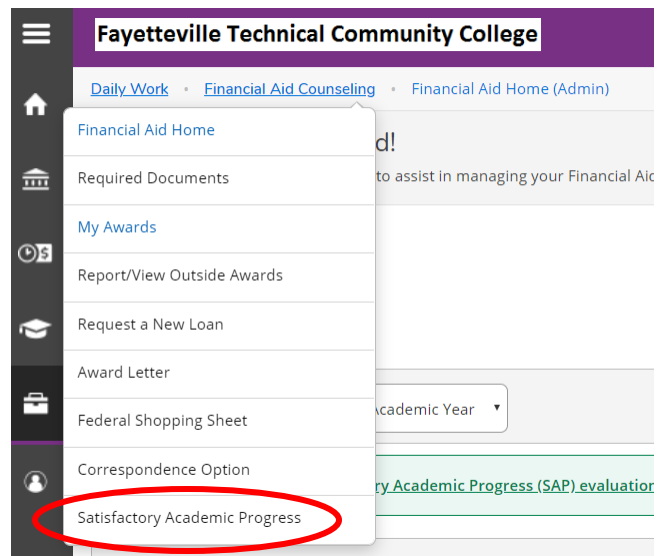 Fayetteville Technical Community College
Daily Work • Financial Aid Counseling • Financial Aid Home (Admin)
Financial Aid Home
d!
Required Documents
to assist in managing your Financial Aid
My Awards
Report/View Outside Awards
Request a New Loan
Award Letter
Academic Year
Federal Shopping Sheet
Correspondence Option
ry Academic Progress (SAP) evaluation
Satisfactory Academic Progress